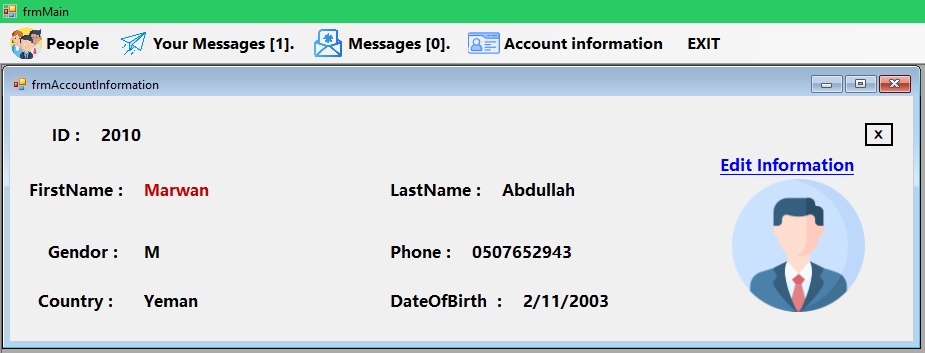 frmMain
People Your Messages [1]. Messages [0]. Account information EXIT
frmAccountInformation
ID : 2010 X
Edit Information
FirstName : Marwan LastName : Abdullah
Gendor : M Phone : 0507652943
Country : Yeman DateOfBirth : 2/11/2003